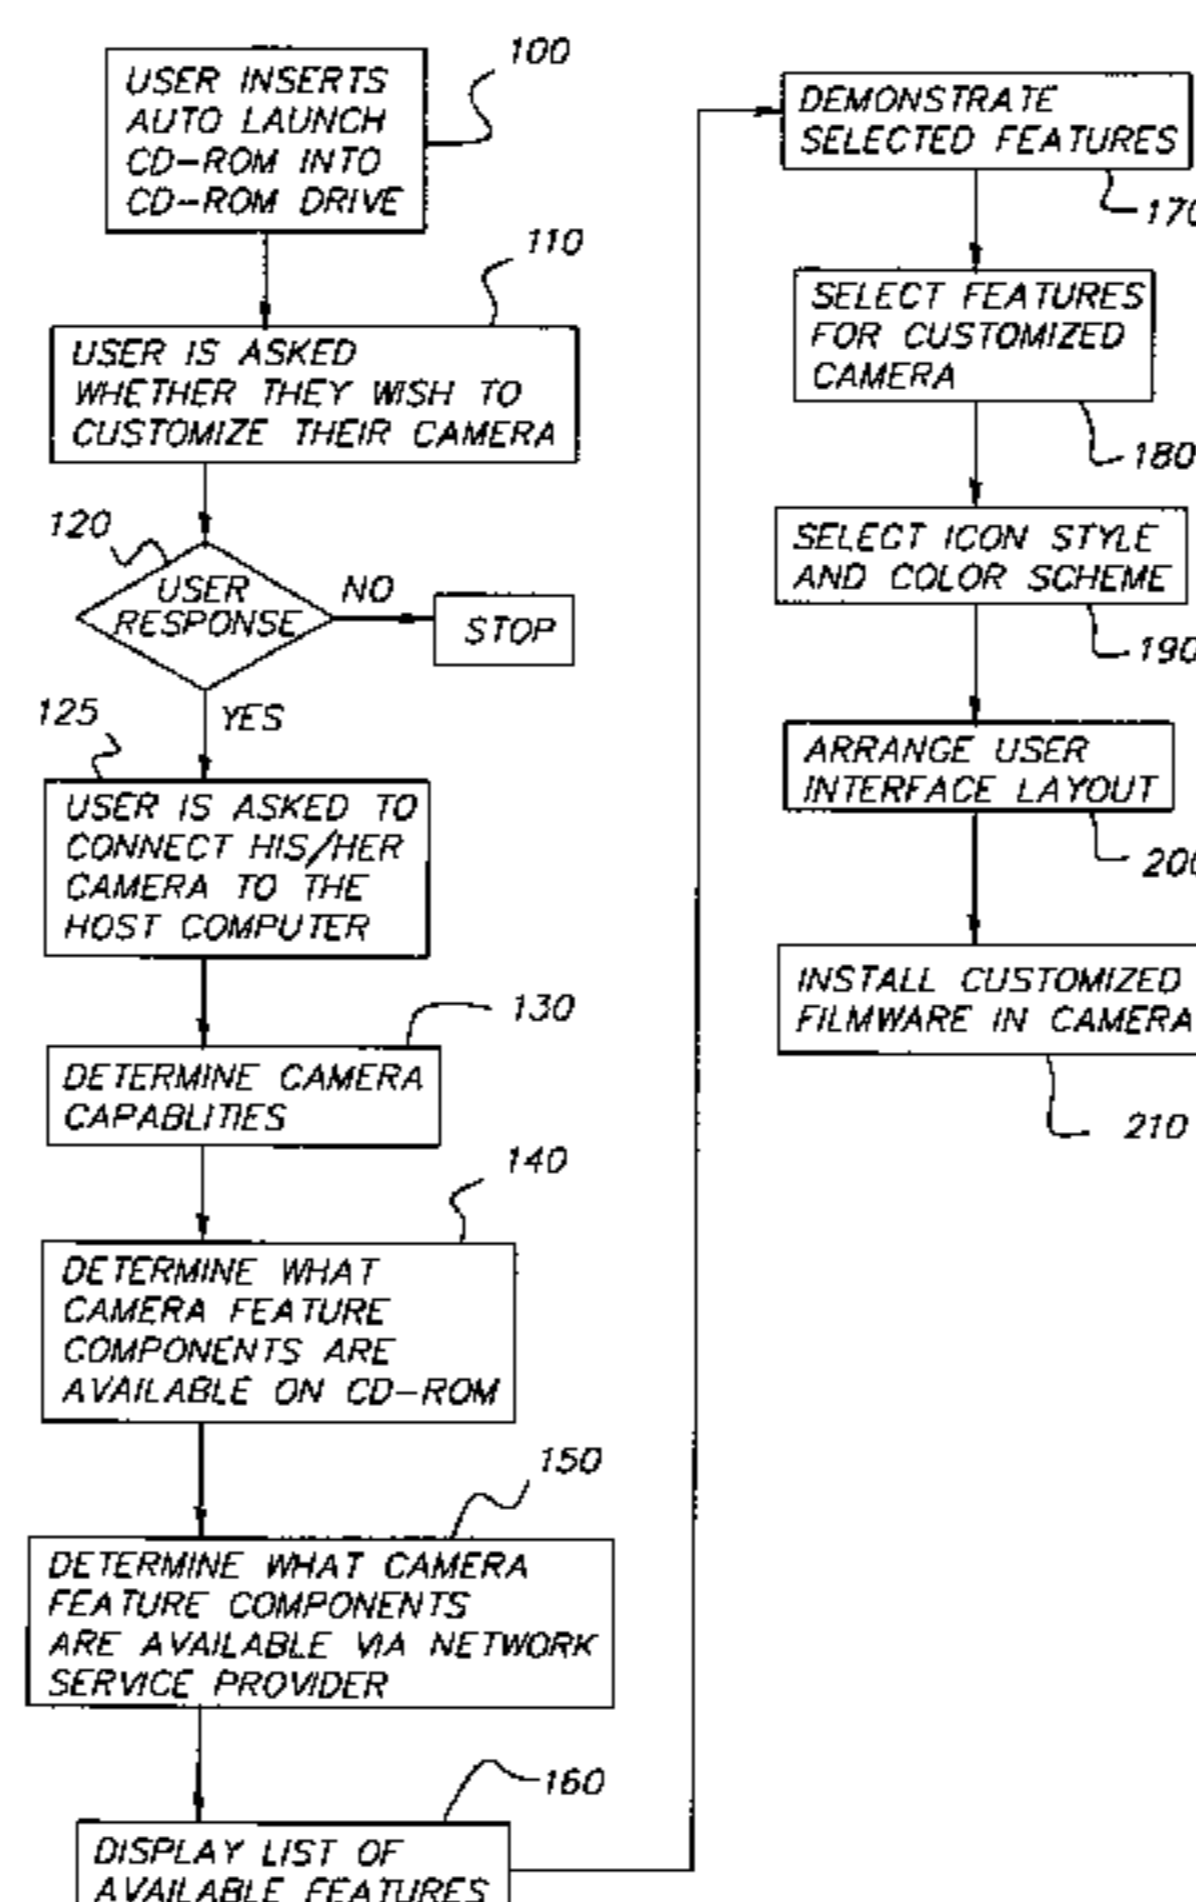 100
USER INSERTS
AUTO LAUNCH
CD-ROM INTO
CD-ROM DRIVE
110
USER IS ASKED
WHETHER THEY WISH TO
CUSTOMIZE THEIR CAMERA
120
USER
RESPONSE
NO
STOP
YES
125
USER IS ASKED TO
CONNECT HIS/HER
CAMERA TO THE
HOST COMPUTER
130
DETERMINE CAMERA
CAPABLITIES
140
DETERMINE WHAT
CAMERA FEATURE
COMPONENTS ARE
AVAILABLE ON CD-ROM
150
DETERMINE WHAT CAMERA
FEATURE COMPONENTS
ARE AVAILABLE VIA NETWORK
SERVICE PROVIDER
160
DISPLAY LIST OF
AVAILABLE FEATURES
DEMONSTRATE
SELECTED FEATURES
170
SELECT FEATURES
FOR CUSTOMIZED
CAMERA
180
SELECT ICON STYLE
AND COLOR SCHEME
190
ARRANGE USER
INTERFACE LAYOUT
200
INSTALL CUSTOMIZED
FILMWARE IN CAMERA
210